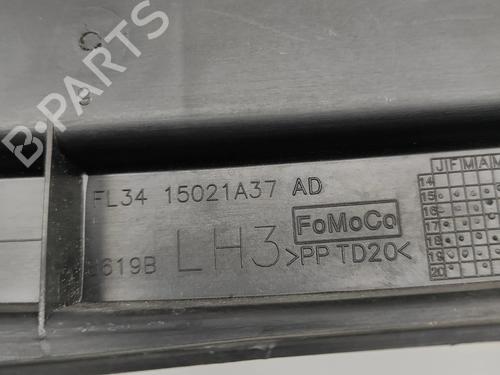 B-PARTS
FL34 15021A37 AD
FoMoCo
619B LH3 >PP TD20<
J F M A M
14
15
16
17
18
19
20